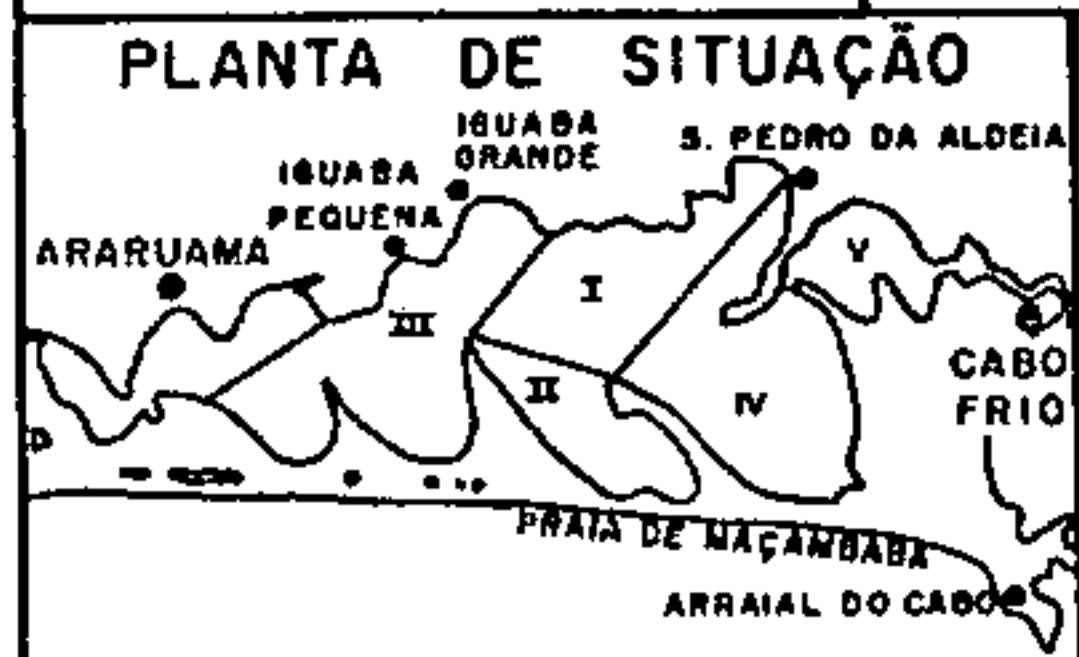 PLANTA DE SITUAÇÃO
IGUABA
GRANDE
S. PEDRO DA ALDEIA
IGUABA
PEQUENA
ARARUAMA
V
I
III
CABO
FRIO
II
IV
PRAIA DE MAÇAMBABA
ARRAIAL DO CABO